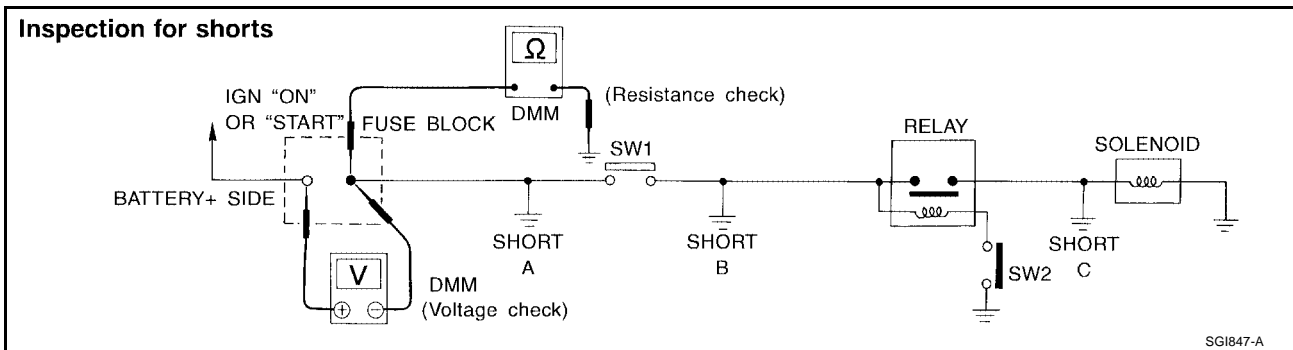 Inspection for shorts
Ω
IGN “ON”
OR “START”
FUSE BLOCK
DMM
(Resistance check)
SW1
RELAY
SOLENOID
BATTERY+ SIDE
SHORT
A
SHORT
B
SHORT
C
SW2
V
+ −
DMM
(Voltage check)
SGI847-A